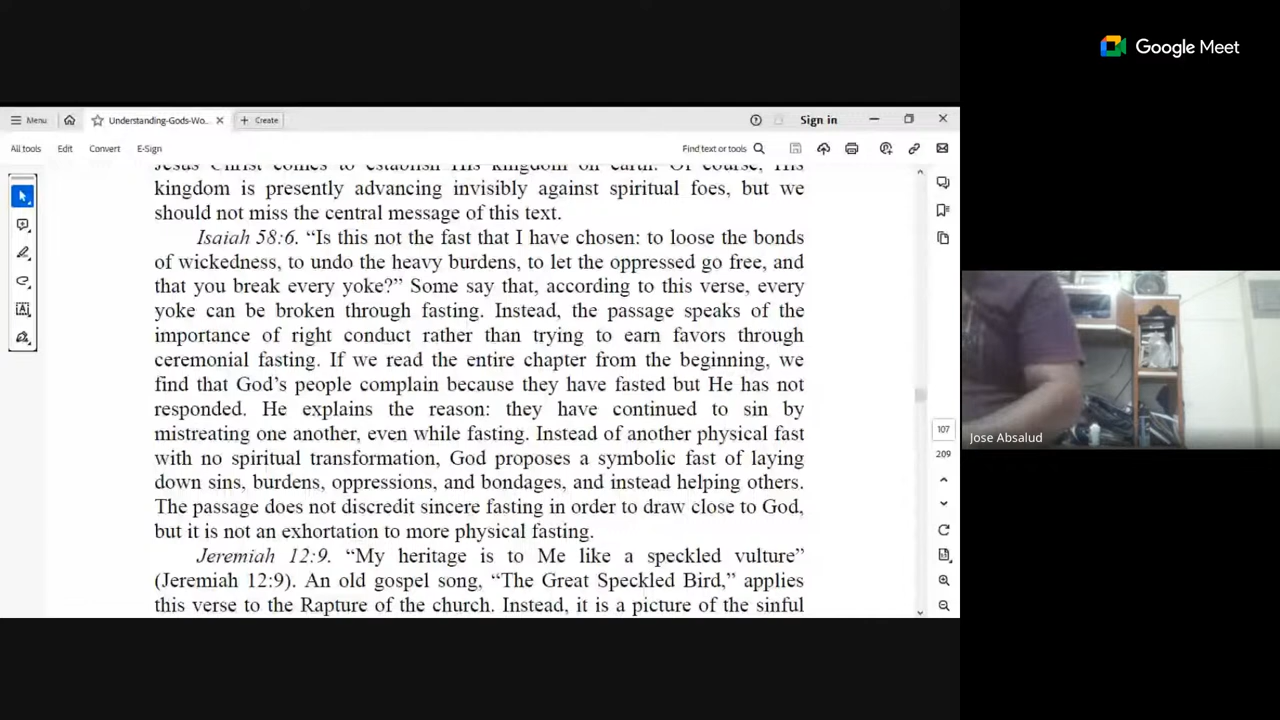 Google Meet
Menu
Understanding-Gods-Wo...
Create
Sign in
All tools
Edit
Convert
E-Sign
Find text or tools
Jesus Christ comes to establish His kingdom on earth. Of course, His
kingdom is presently advancing invisibly against spiritual foes, but we
should not miss the central message of this text.
Isaiah 58:6. “Is this not the fast that I have chosen: to loose the bonds
of wickedness, to undo the heavy burdens, to let the oppressed go free, and
that you break every yoke?” Some say that, according to this verse, every
yoke can be broken through fasting. Instead, the passage speaks of the
importance of right conduct rather than trying to earn favors through
ceremonial fasting. If we read the entire chapter from the beginning, we
find that God’s people complain because they have fasted but He has not
responded. He explains the reason: they have continued to sin by
mistreating one another, even while fasting. Instead of another physical fast
with no spiritual transformation, God proposes a symbolic fast of laying
down sins, burdens, oppressions, and bondages, and instead helping others.
The passage does not discredit sincere fasting in order to draw close to God,
but it is not an exhortation to more physical fasting.
Jeremiah 12:9. “My heritage is to Me like a speckled vulture”
(Jeremiah 12:9). An old gospel song, “The Great Speckled Bird,” applies
this verse to the Rapture of the church. Instead, it is a picture of the sinful
107
209
Jose Absalud